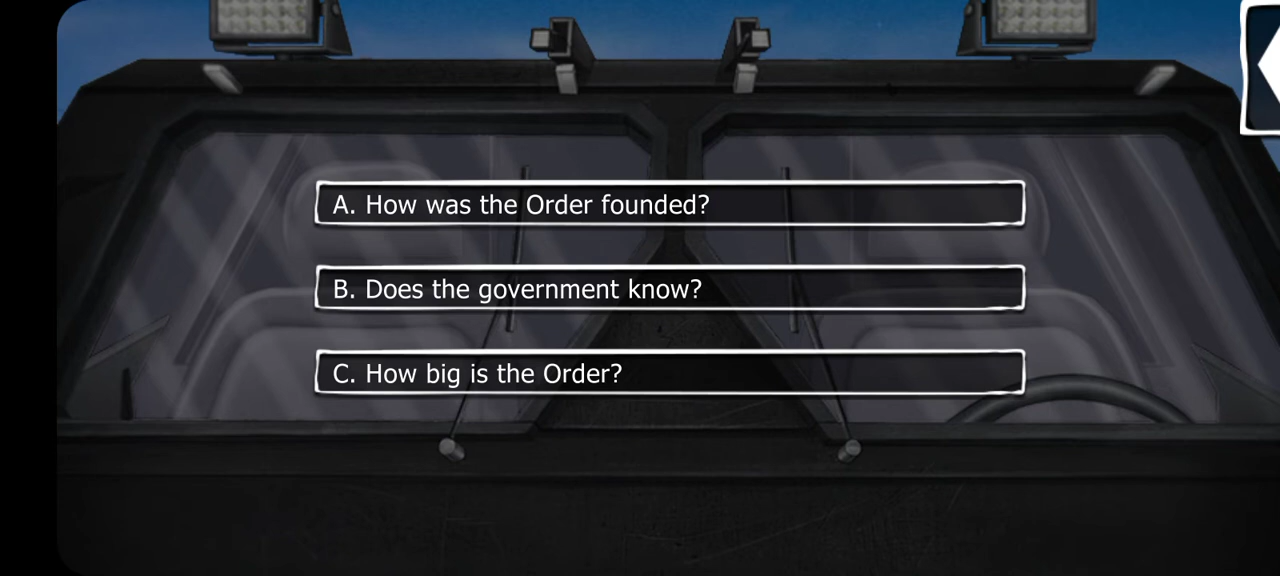 A. How was the Order founded?
B. Does the government know?
C. How big is the Order?